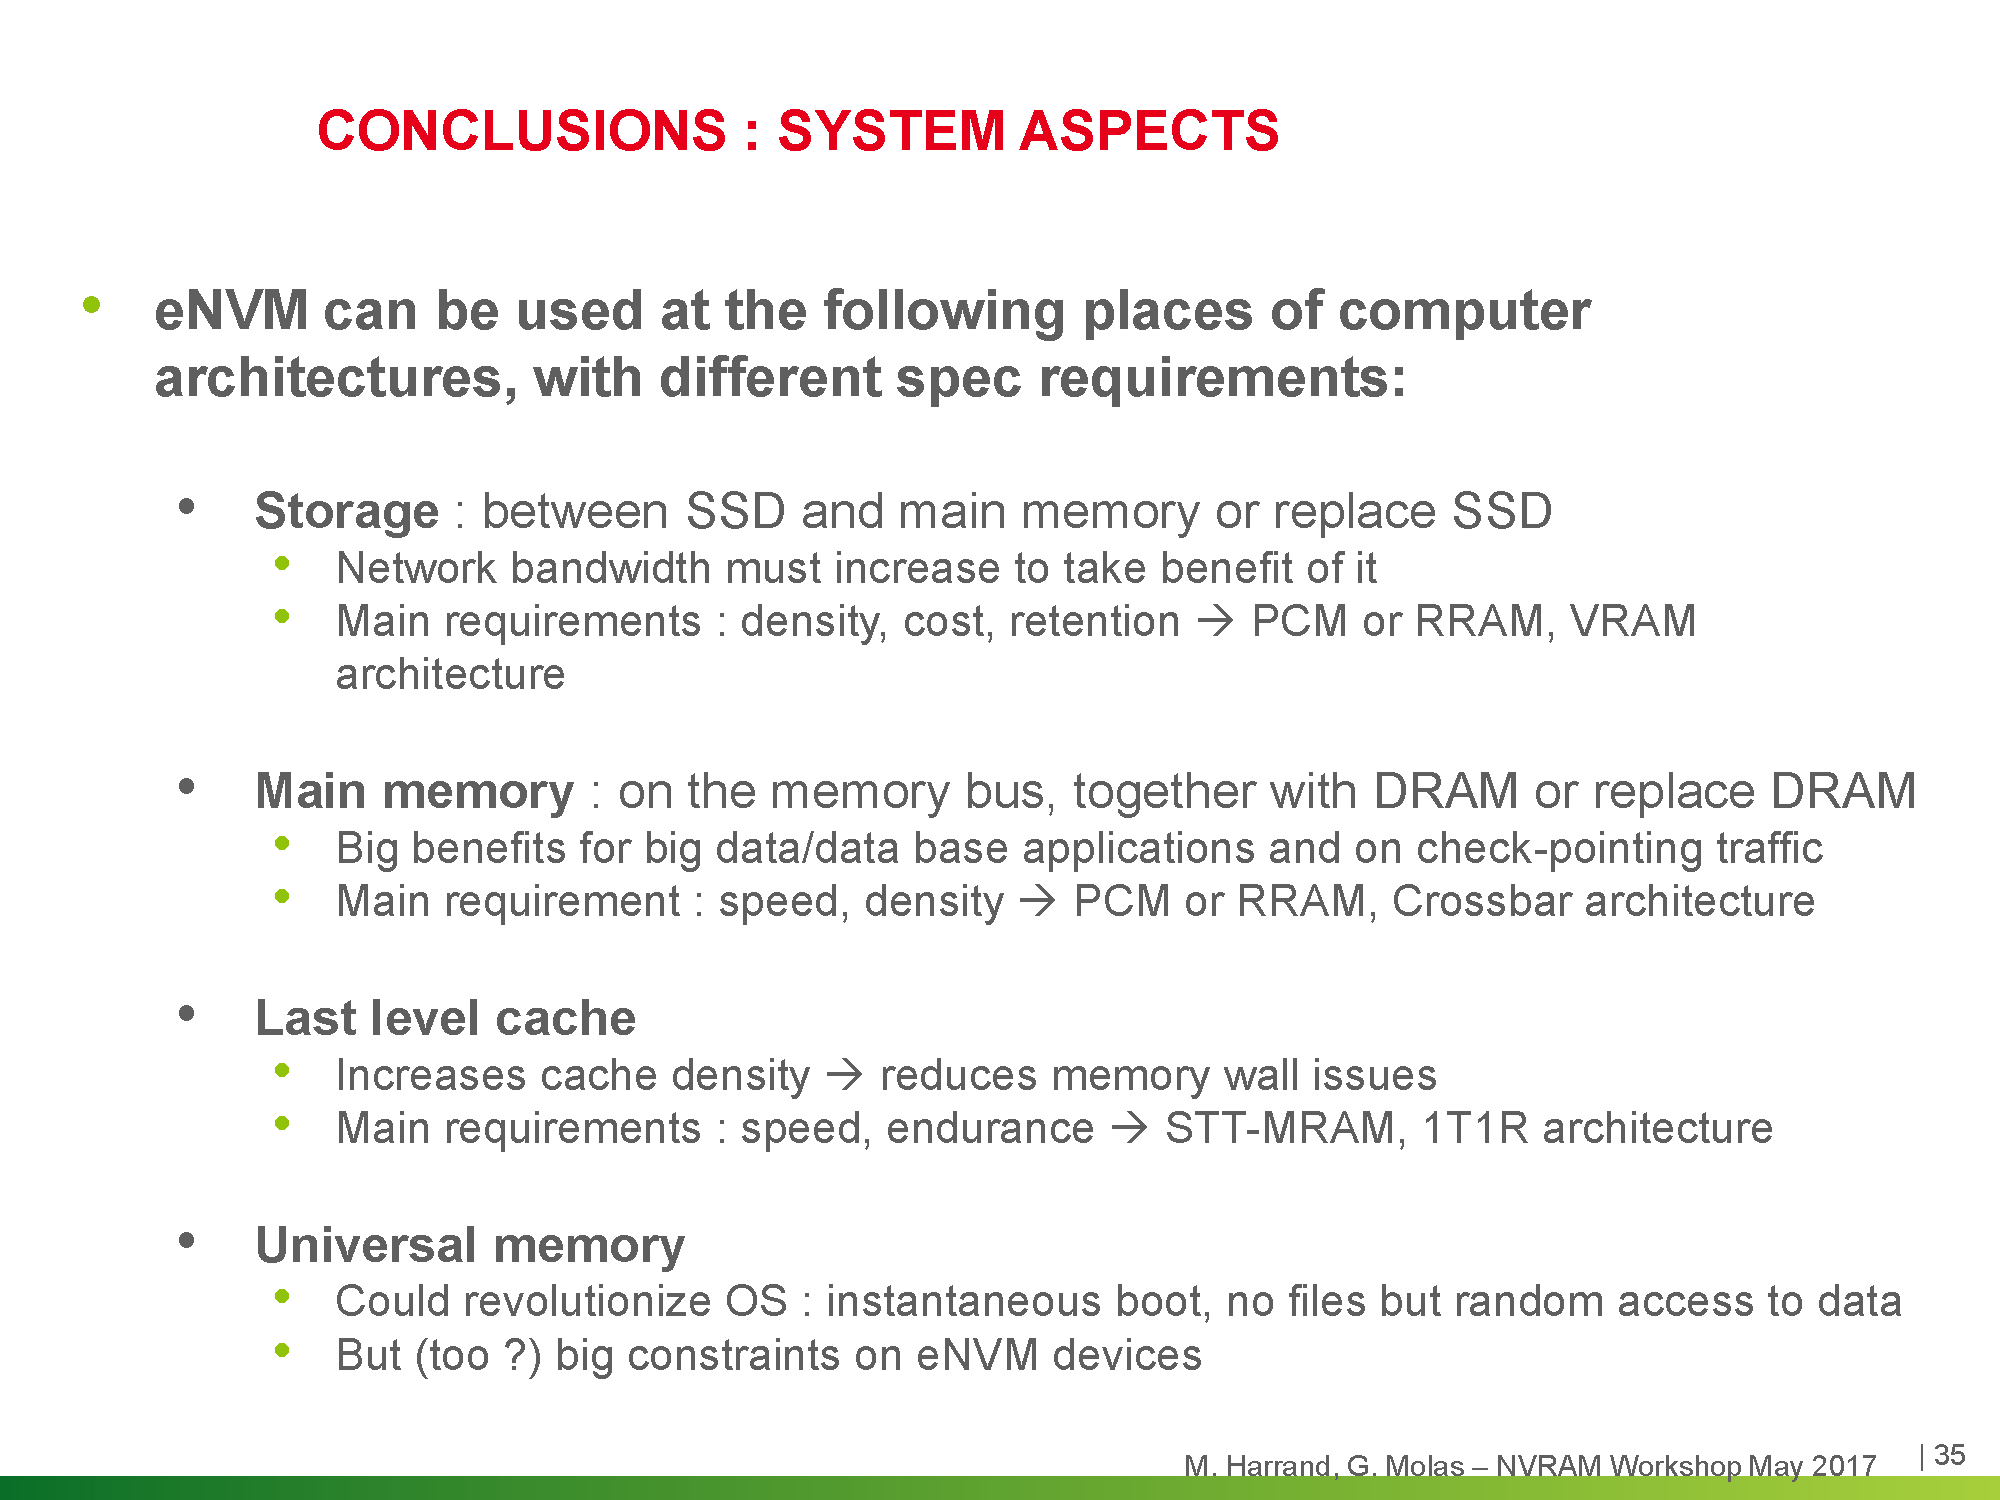 CONCLUSIONS : SYSTEM ASPECTS
• eNVM can be used at the following places of computer
architectures, with different spec requirements:
• Storage : between SSD and main memory or replace SSD
• Network bandwidth must increase to take benefit of it
• Main requirements : density, cost, retention → PCM or RRAM, VRAM
architecture
• Main memory : on the memory bus, together with DRAM or replace DRAM
• Big benefits for big data/data base applications and on check-pointing traffic
• Main requirement : speed, density → PCM or RRAM, Crossbar architecture
• Last level cache
• Increases cache density → reduces memory wall issues
• Main requirements : speed, endurance → STT-MRAM, 1T1R architecture
• Universal memory
• Could revolutionize OS : instantaneous boot, no files but random access to data
• But (too ?) big constraints on eNVM devices
M. Harrand, G. Molas – NVRAM Workshop May 2017
| 35